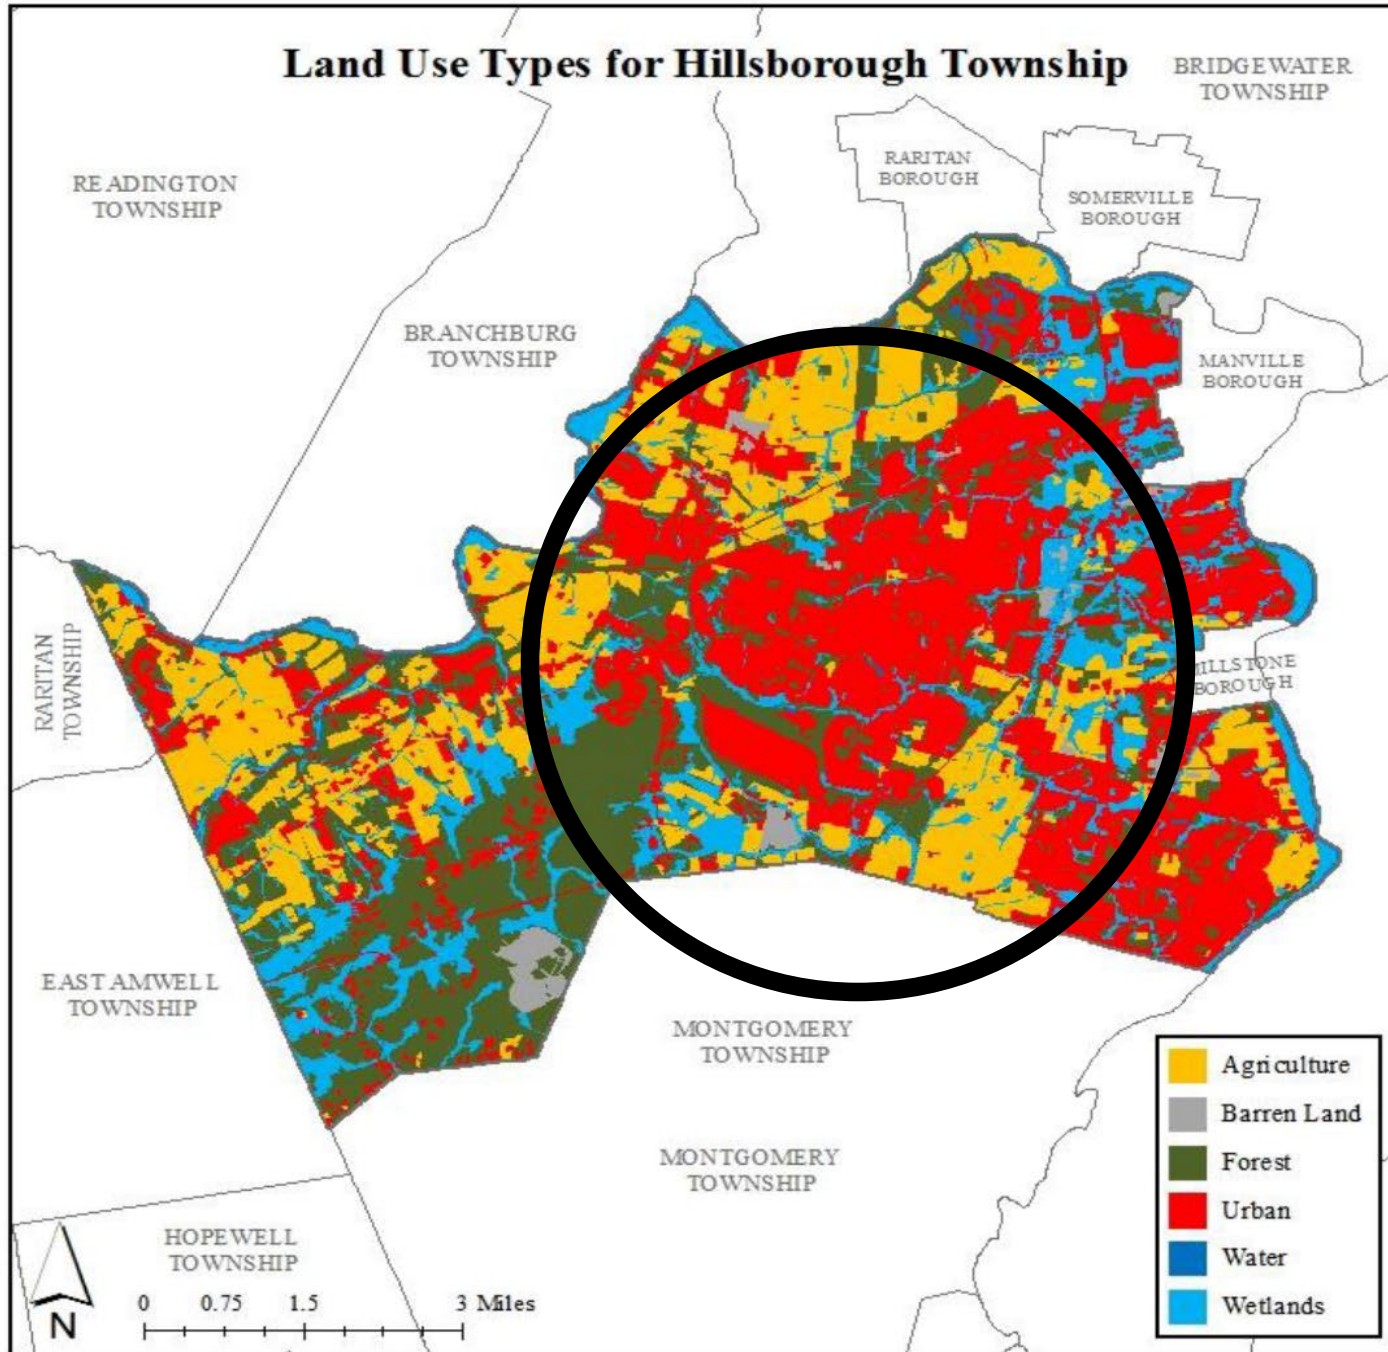 Land Use Types for Hillsborough Township
BRIDGEWATER
TOWNSHIP
RARITAN
BOROUGH
READINGTON
TOWNSHIP
SOMERVILLE
BOROUGH
BRANCHBURG
TOWNSHIP
MANVILLE
BOROUGH
RARITAN
TOWNSHIP
ILLSTONE
BOROUGH
EAST AMWELL
TOWNSHIP
MONTGOMERY
TOWNSHIP
MONTGOMERY
TOWNSHIP
HOPEWELL
TOWNSHIP
N
0 0.75 1.5 3 Miles
Agriculture
Barren Land
Forest
Urban
Water
Wetlands